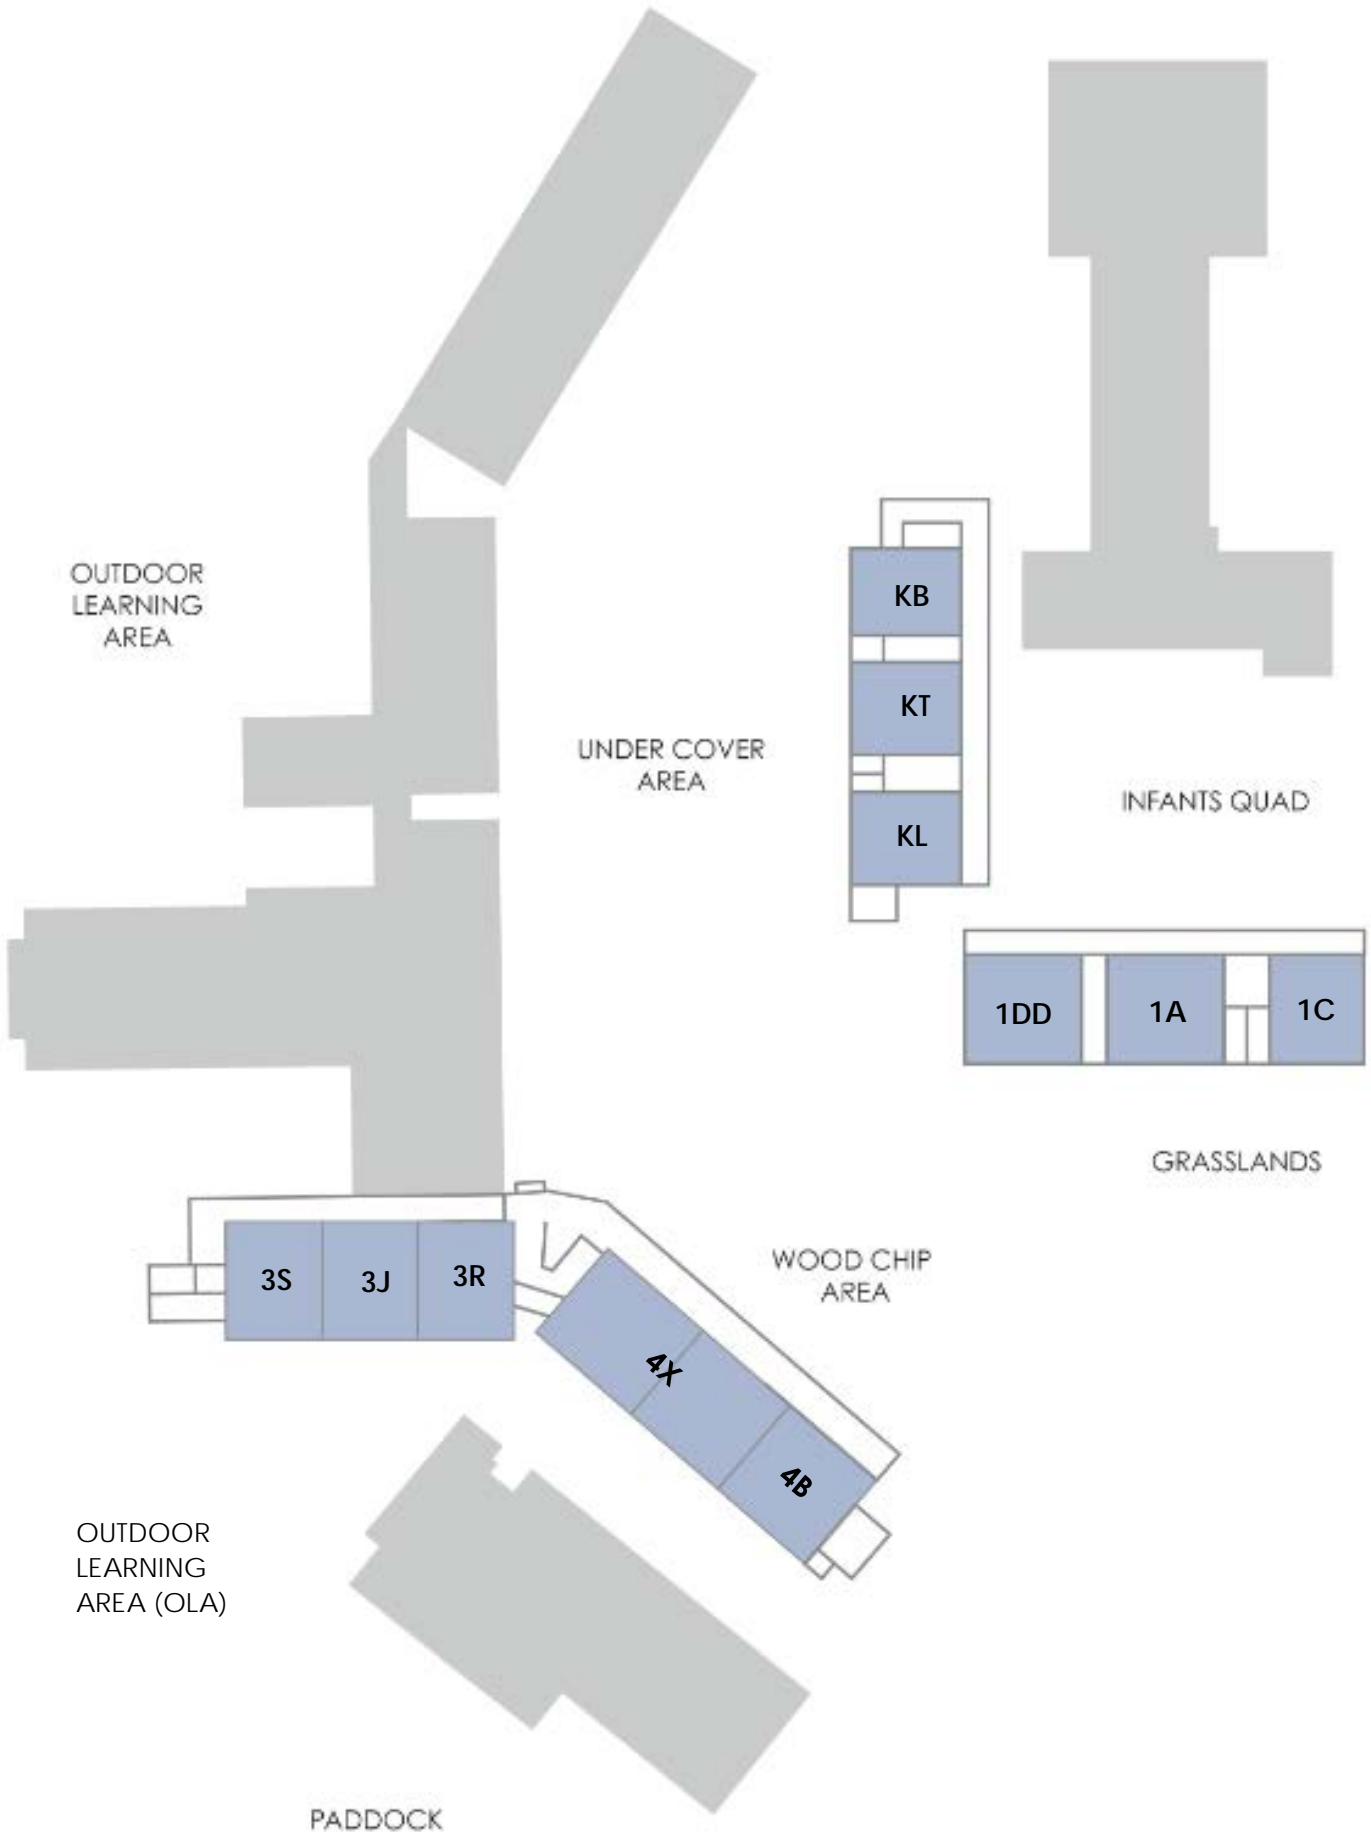 OUTDOOR
LEARNING
AREA
KB
KT
UNDER COVER
AREA
INFANTS QUAD
KL
1DD
1A
1C
GRASSLANDS
3S
3J
3R
WOOD CHIP
AREA
4X
4B
OUTDOOR
LEARNING
AREA (OLA)
PADDOCK